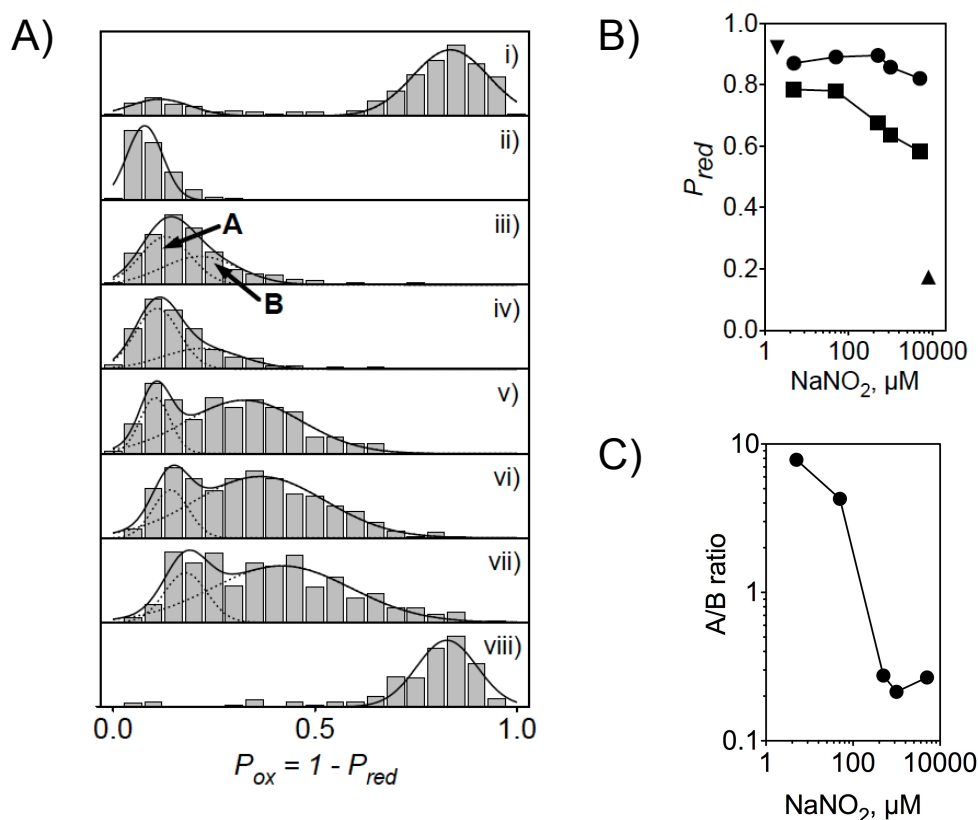 A)
i)
ii)
iii)
A
B
iv)
v)
vi)
vii)
viii)
0.0 0.5 1.0
P_ox = 1 - P_red
B)
1.0
0.8
0.6
0.4
0.2
0.0
P_red
1 100 10000
NaNO₂, µM
C)
10
1
0.1
A/B ratio
1 100 10000
NaNO₂, µM